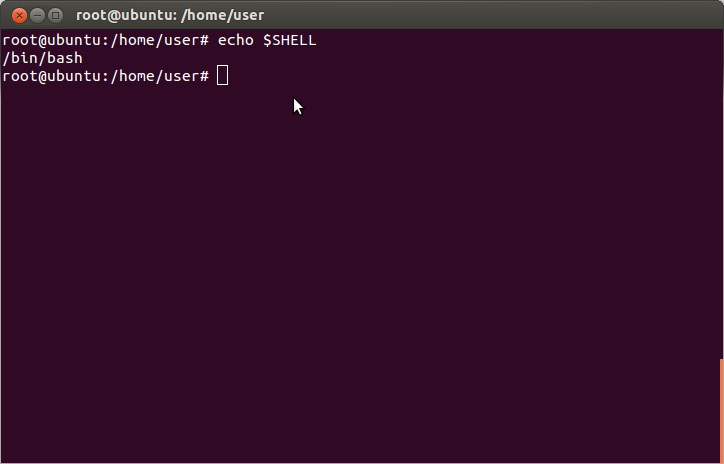 root@ubuntu: /home/user
root@ubuntu:/home/user# echo $SHELL
/bin/bash
root@ubuntu:/home/user#